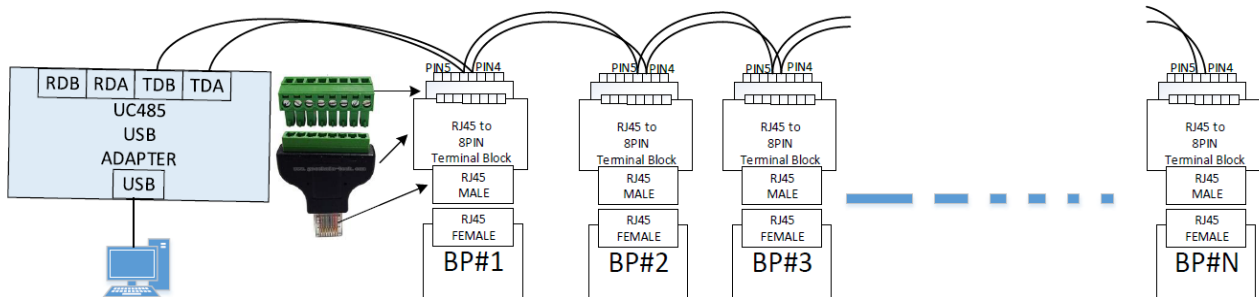 RDB RDA TDB TDA
UC485
USB
ADAPTER
USB
PIN5 PIN4
RJ45 to
8PIN
Terminal Block
RJ45
MALE
RJ45
FEMALE
BP#1
PIN5 PIN4
RJ45 to
8PIN
Terminal Block
RJ45
MALE
RJ45
FEMALE
BP#2
PIN5 PIN4
RJ45 to
8PIN
Terminal Block
RJ45
MALE
RJ45
FEMALE
BP#3
PIN5 PIN4
RJ45 to
8PIN
Terminal Block
RJ45
MALE
RJ45
FEMALE
BP#N